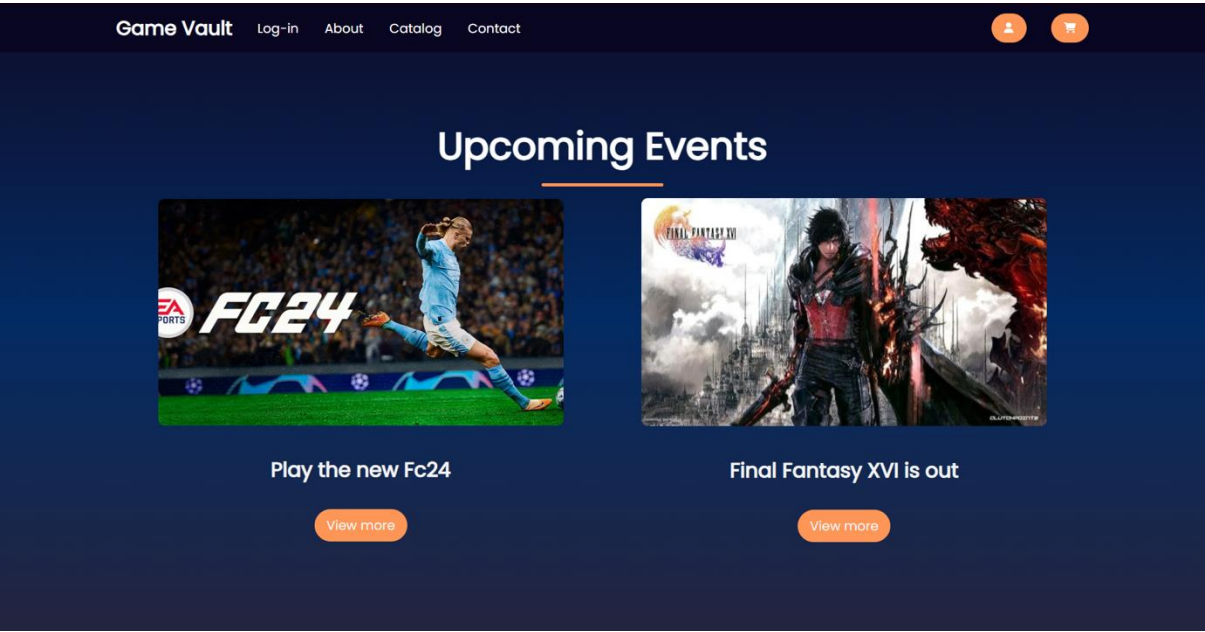 Game Vault Log-in About Catalog Contact
Upcoming Events
EA
SPORTS
FC24
FINAL FANTASY XVI
CLUTCHPOINTS
Play the new Fc24
Final Fantasy XVI is out
View more
View more